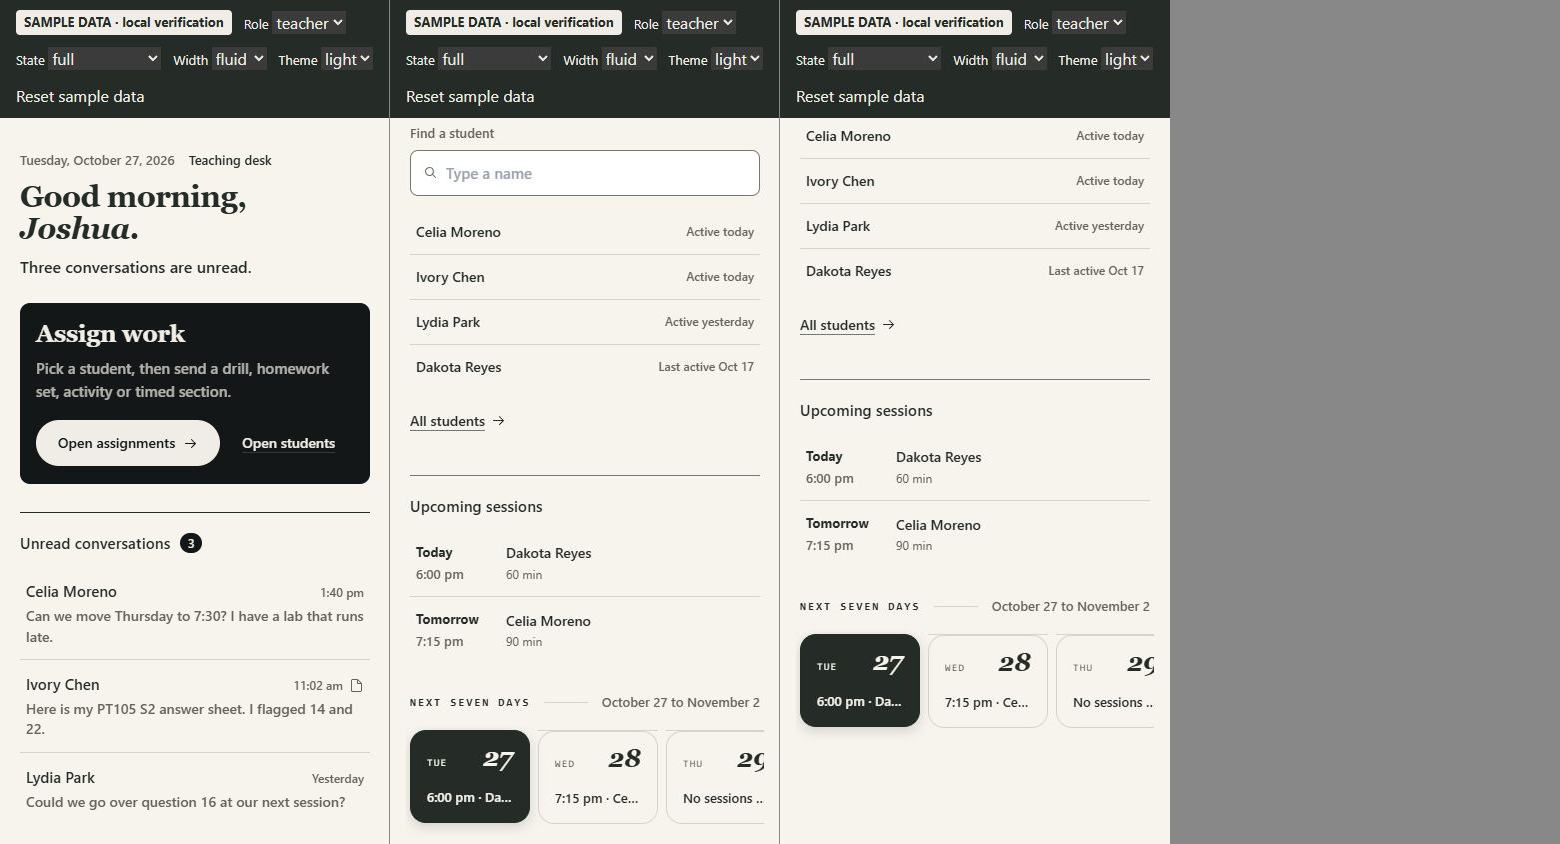 SAMPLE DATA · local verification Role teacher
State full Width fluid Theme light
Reset sample data
Tuesday, October 27, 2026 Teaching desk
Good morning,
Joshua.
Three conversations are unread.
Assign work
Pick a student, then send a drill, homework
set, activity or timed section.
Open assignments → Open students
Unread conversations 3
Celia Moreno 1:40 pm
Can we move Thursday to 7:30? I have a lab that runs
late.
Ivory Chen 11:02 am
Here is my PT105 S2 answer sheet. I flagged 14 and
22.
Lydia Park Yesterday
Could we go over question 16 at our next session?
SAMPLE DATA · local verification Role teacher
State full Width fluid Theme light
Reset sample data
Find a student
Type a name
Celia Moreno Active today
Ivory Chen Active today
Lydia Park Active yesterday
Dakota Reyes Last active Oct 17
All students →
Upcoming sessions
Today Dakota Reyes
6:00 pm 60 min
Tomorrow Celia Moreno
7:15 pm 90 min
NEXT SEVEN DAYS October 27 to November 2
TUE 27 WED 28 THU 29
6:00 pm · Da... 7:15 pm · Ce... No sessions ..
SAMPLE DATA · local verification Role teacher
State full Width fluid Theme light
Reset sample data
Celia Moreno Active today
Ivory Chen Active today
Lydia Park Active yesterday
Dakota Reyes Last active Oct 17
All students →
Upcoming sessions
Today Dakota Reyes
6:00 pm 60 min
Tomorrow Celia Moreno
7:15 pm 90 min
NEXT SEVEN DAYS October 27 to November 2
TUE 27 WED 28 THU 29
6:00 pm · Da... 7:15 pm · Ce... No sessions ..